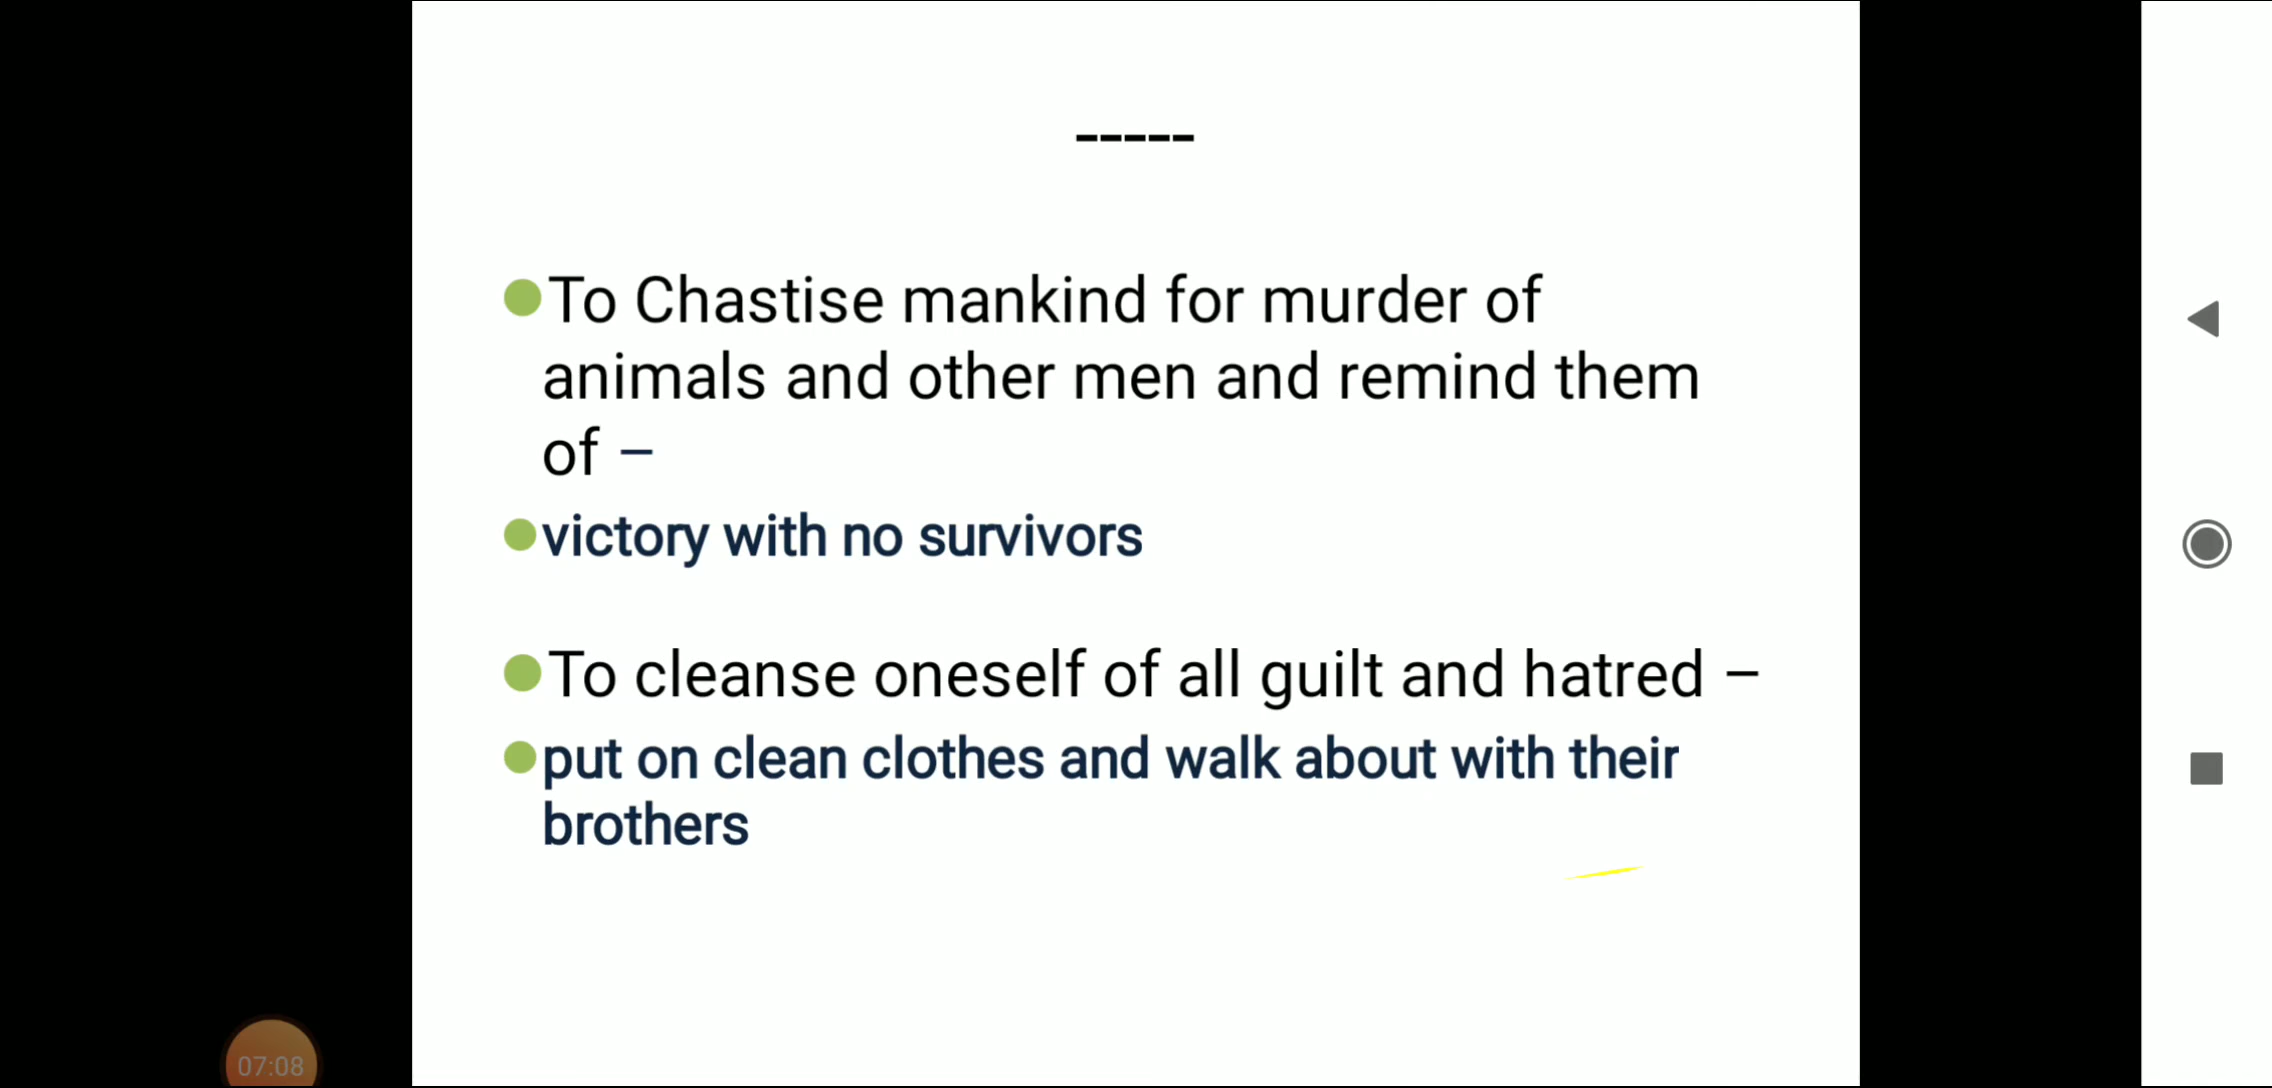 -----
To Chastise mankind for murder of
animals and other men and remind them
of –
victory with no survivors
To cleanse oneself of all guilt and hatred –
put on clean clothes and walk about with their
brothers
07:08